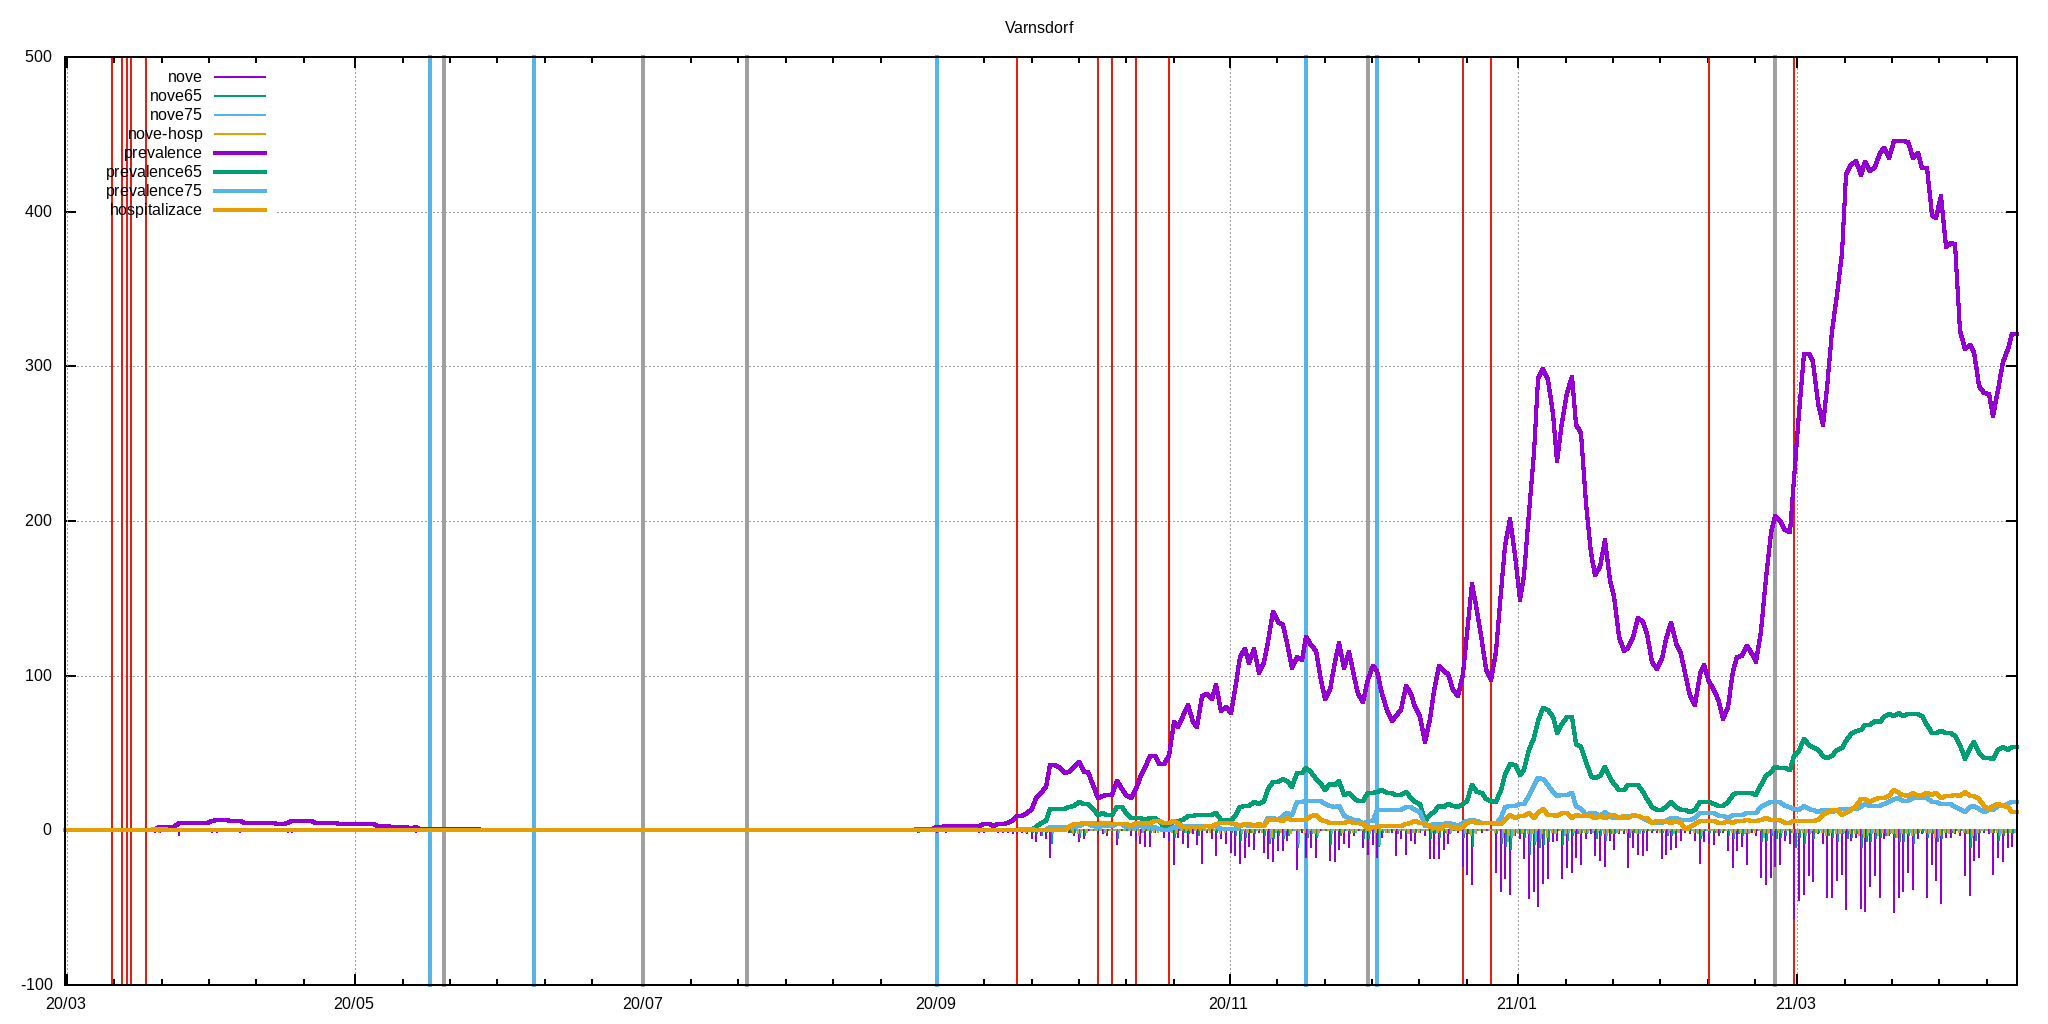 Varnsdorf
500
400
300
200
100
0
-100
nove
nove65
nove75
nove-hosp
prevalence
prevalence65
prevalence75
hospitalizace
20/03 20/05 20/07 20/09 20/11 21/01 21/03